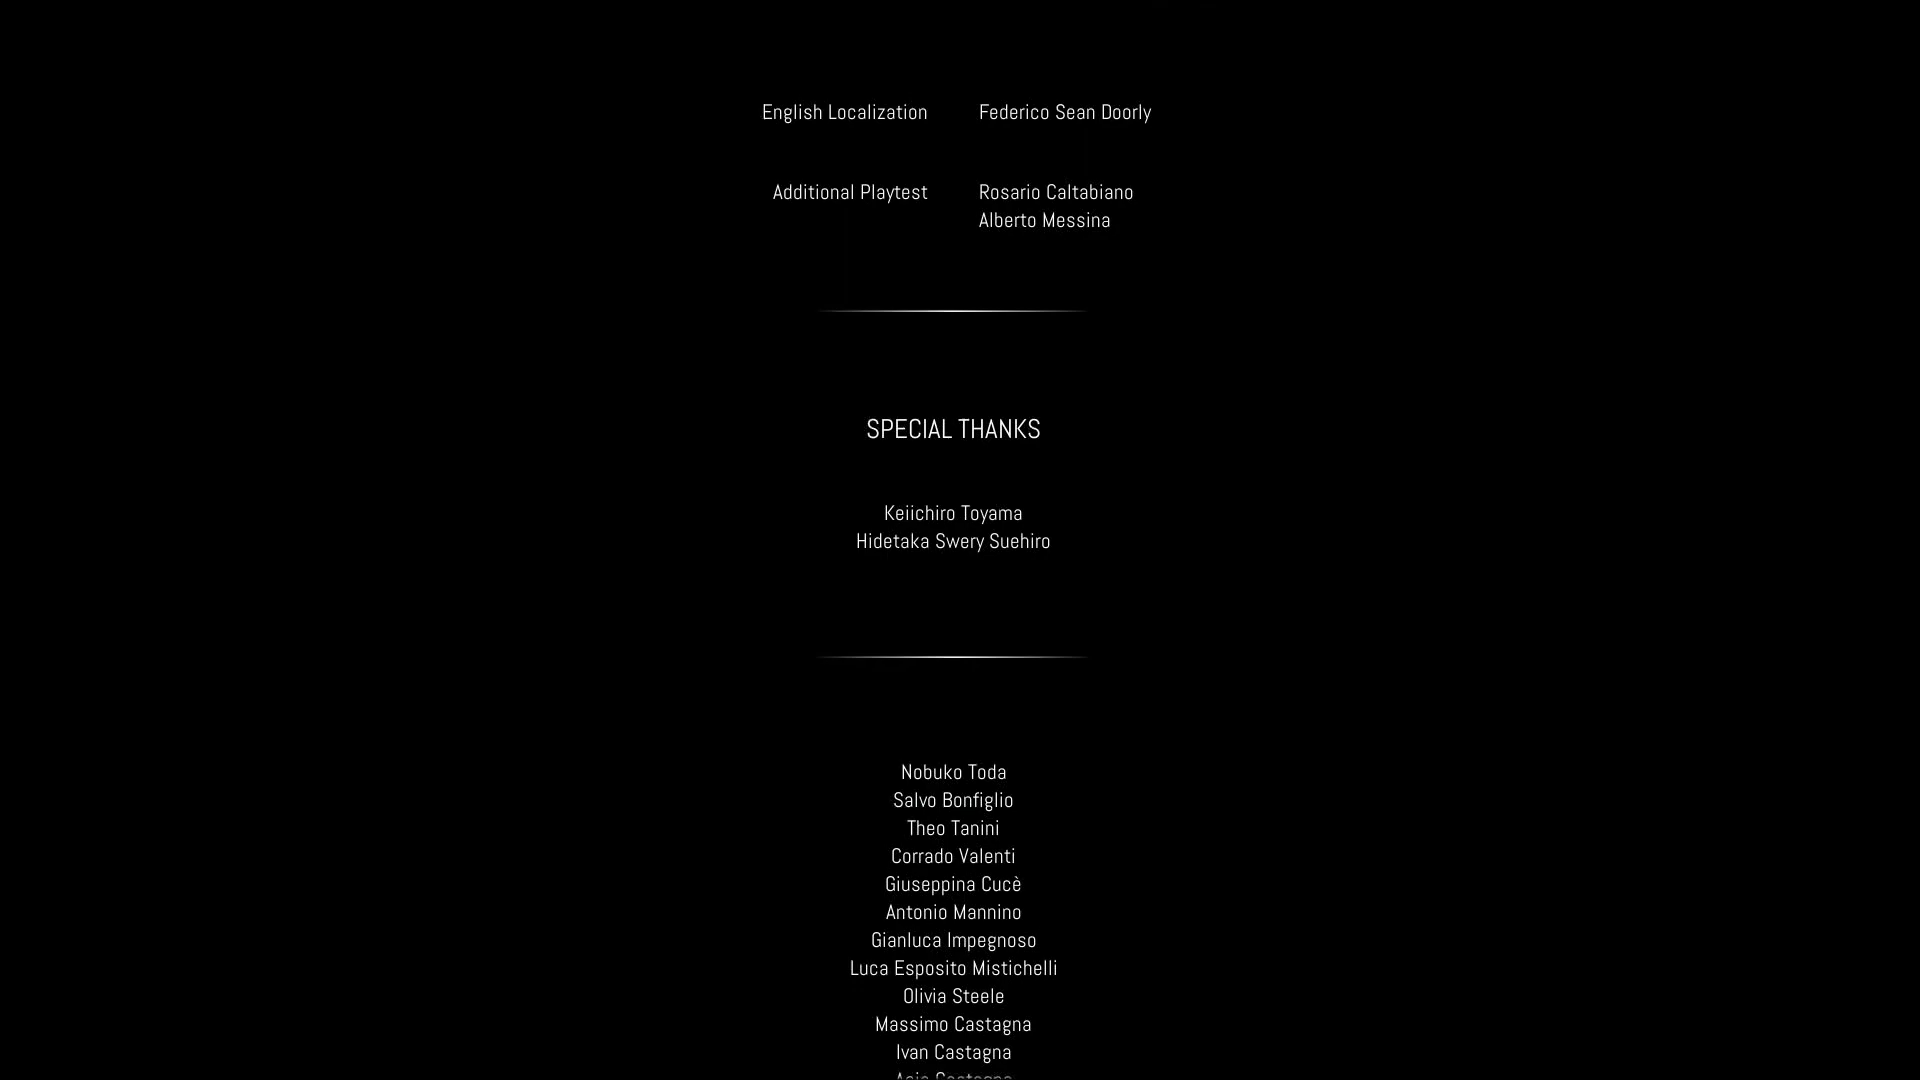 English Localization Federico Sean Doorly
Additional Playtest Rosario Caltabiano
Alberto Messina
SPECIAL THANKS
Keiichiro Toyama
Hidetaka Swery Suehiro
Nobuko Toda
Salvo Bonfiglio
Theo Tanini
Corrado Valenti
Giuseppina Cucè
Antonio Mannino
Gianluca Impegnoso
Luca Esposito Mistichelli
Olivia Steele
Massimo Castagna
Ivan Castagna